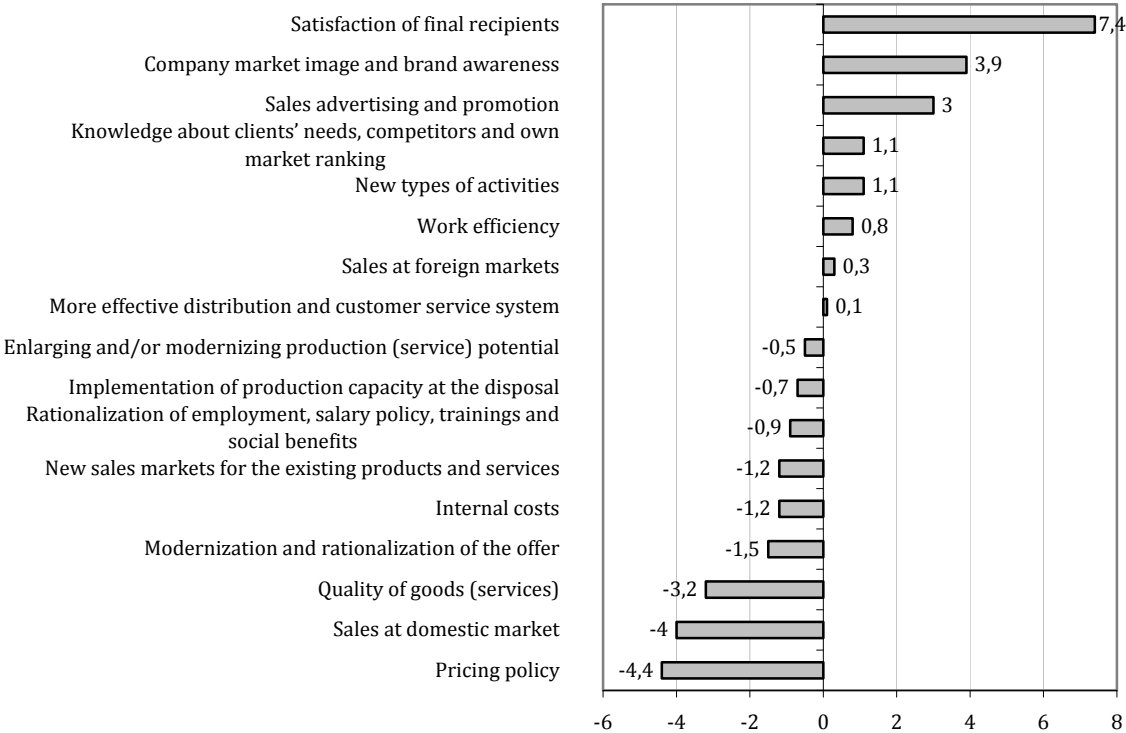 Satisfaction of final recipients
7,4
Company market image and brand awareness
3,9
Sales advertising and promotion
3
Knowledge about clients’ needs, competitors and own
market ranking
1,1
New types of activities
1,1
Work efficiency
0,8
Sales at foreign markets
0,3
More effective distribution and customer service system
0,1
Enlarging and/or modernizing production (service) potential
-0,5
Implementation of production capacity at the disposal
-0,7
Rationalization of employment, salary policy, trainings and
social benefits
-0,9
New sales markets for the existing products and services
-1,2
Internal costs
-1,2
Modernization and rationalization of the offer
-1,5
Quality of goods (services)
-3,2
Sales at domestic market
-4
Pricing policy
-4,4
-6 -4 -2 0 2 4 6 8